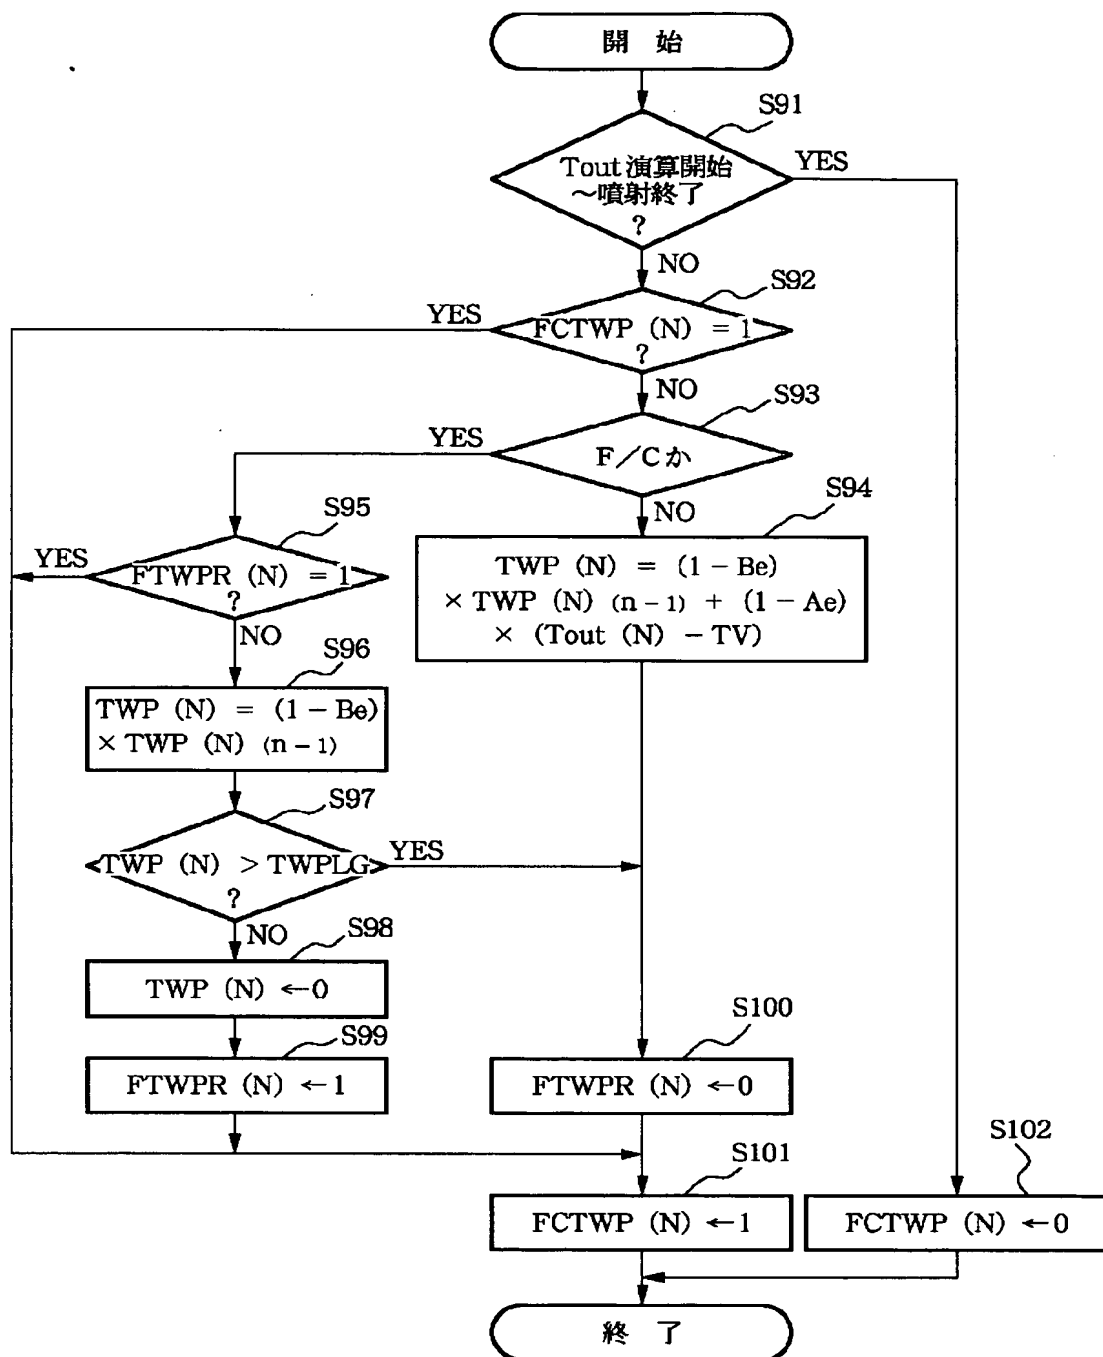 開 始
S91
Tout 演算開始
～噴射終了
?
YES
NO
S92
YES
FCTWP (N) = 1
?
NO
S93
YES
F/Cか
NO
S94
TWP (N) = (1 - Be)
× TWP (N) (n - 1) + (1 - Ae)
× (Tout (N) - TV)
S95
YES
FTWPR (N) = 1
?
NO
S96
TWP (N) = (1 - Be)
× TWP (N) (n - 1)
S97
TWP (N) > TWPLG
?
YES
NO
S98
TWP (N) ←0
S99
FTWPR (N) ←1
S100
FTWPR (N) ←0
S101
FCTWP (N) ←1
S102
FCTWP (N) ←0
終 了